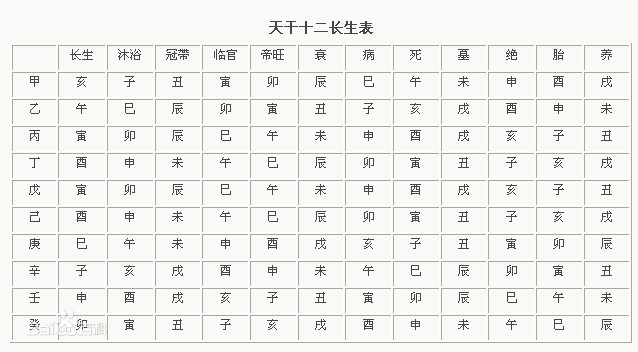 天干十二长生表
长生 沐浴 冠帶 临官 帝旺 衰 病 死 墓 绝 胎 养
甲 亥 子 丑 寅 卯 辰 巳 午 未 申 酉 戌
乙 午 巳 辰 卯 寅 丑 子 亥 戌 酉 申 未
丙 寅 卯 辰 巳 午 未 申 酉 戌 亥 子 丑
丁 酉 申 未 午 巳 辰 卯 寅 丑 子 亥 戌
戊 寅 卯 辰 巳 午 未 申 酉 戌 亥 子 丑
己 酉 申 未 午 巳 辰 卯 寅 丑 子 亥 戌
庚 巳 午 未 申 酉 戌 亥 子 丑 寅 卯 辰
辛 子 亥 戌 酉 申 未 午 巳 辰 卯 寅 丑
壬 申 酉 戌 亥 子 丑 寅 卯 辰 巳 午 未
癸 卯 寅 丑 子 亥 戌 酉 申 未 午 巳 辰
Baidu百科